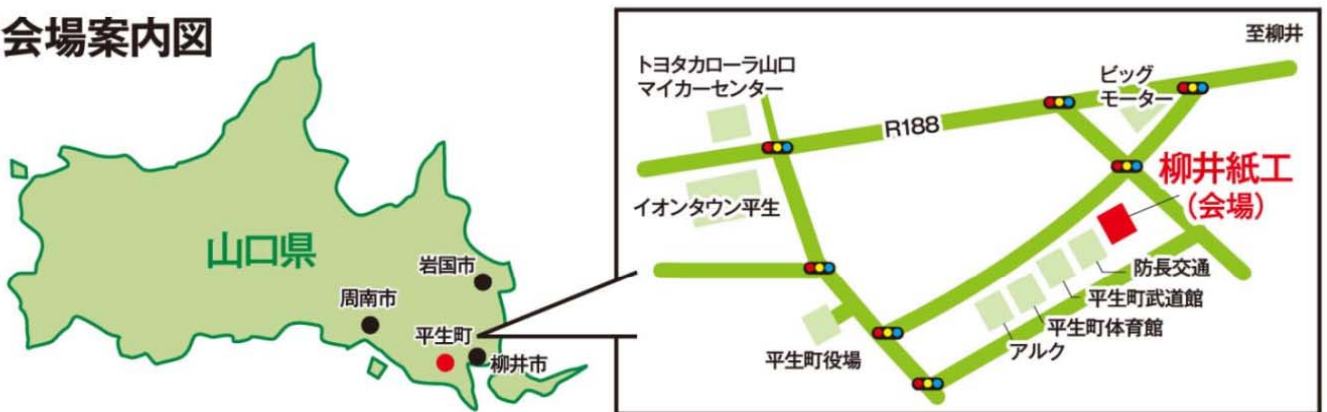 会場案内図
山口県
岩国市
周南市
平生町
柳井市
至柳井
トヨタカローラ山口
マイカーセンター
ビッグ
モーター
R188
柳井紙工
（会場）
イオンタウン平生
防長交通
平生町武道館
平生町体育館
アルク
平生町役場